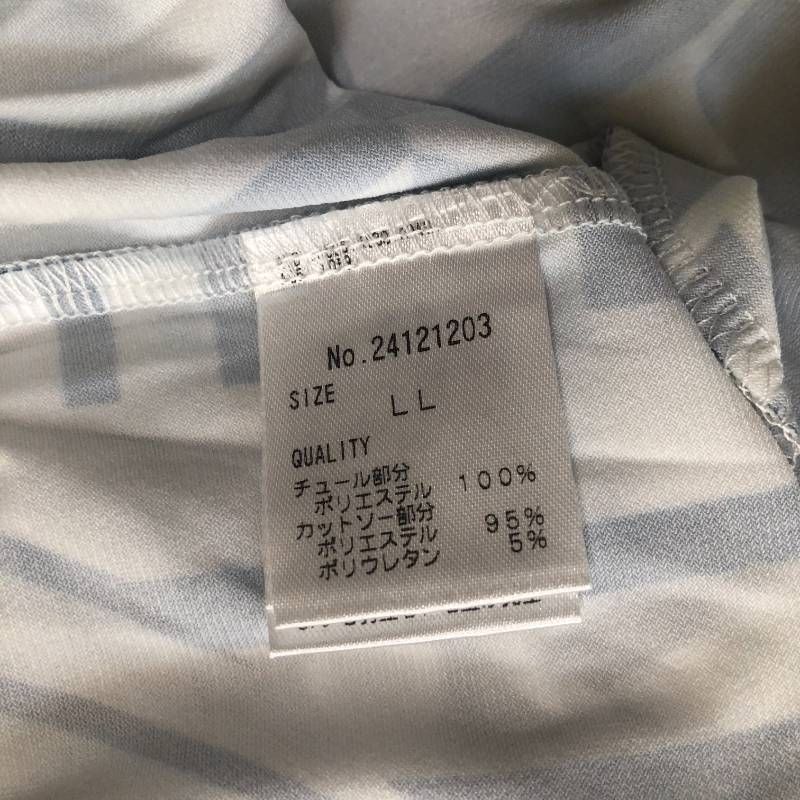 No.24121203
SIZE LL
QUALITY
チュール部分
ポリエステル 100%
カットソー部分
ポリエステル 95%
ポリウレタン 5%